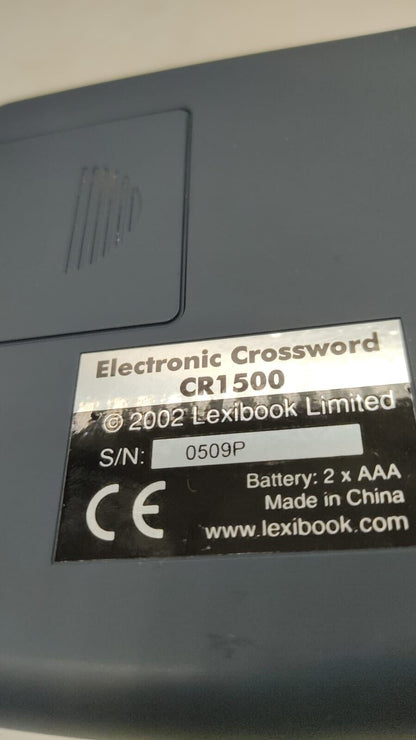 Electronic Crossword
CR1500
© 2002 Lexibook Limited
S/N: 0509P
Battery: 2 x AAA
Made in China
CE
www.lexibook.com